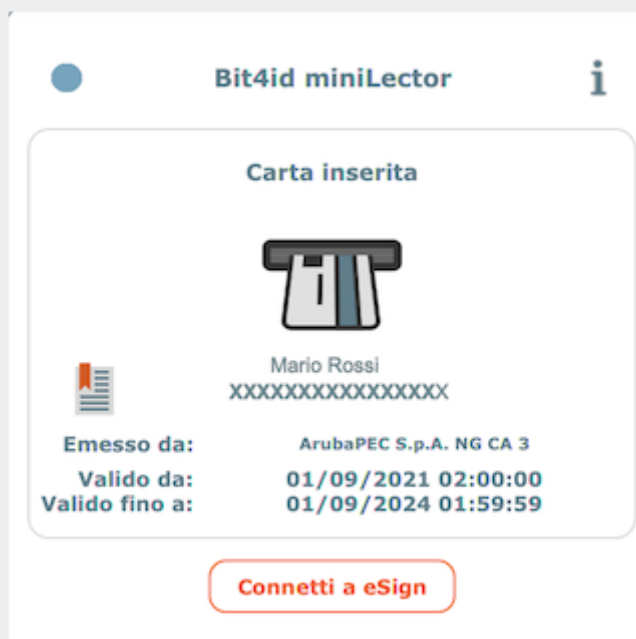 Bit4id miniLector
Carta inserita
Mario Rossi
XXXXXXXXXXXXXXXX
Emesso da: ArubaPEC S.p.A. NG CA 3
Valido da: 01/09/2021 02:00:00
Valido fino a: 01/09/2024 01:59:59
Connetti a eSign